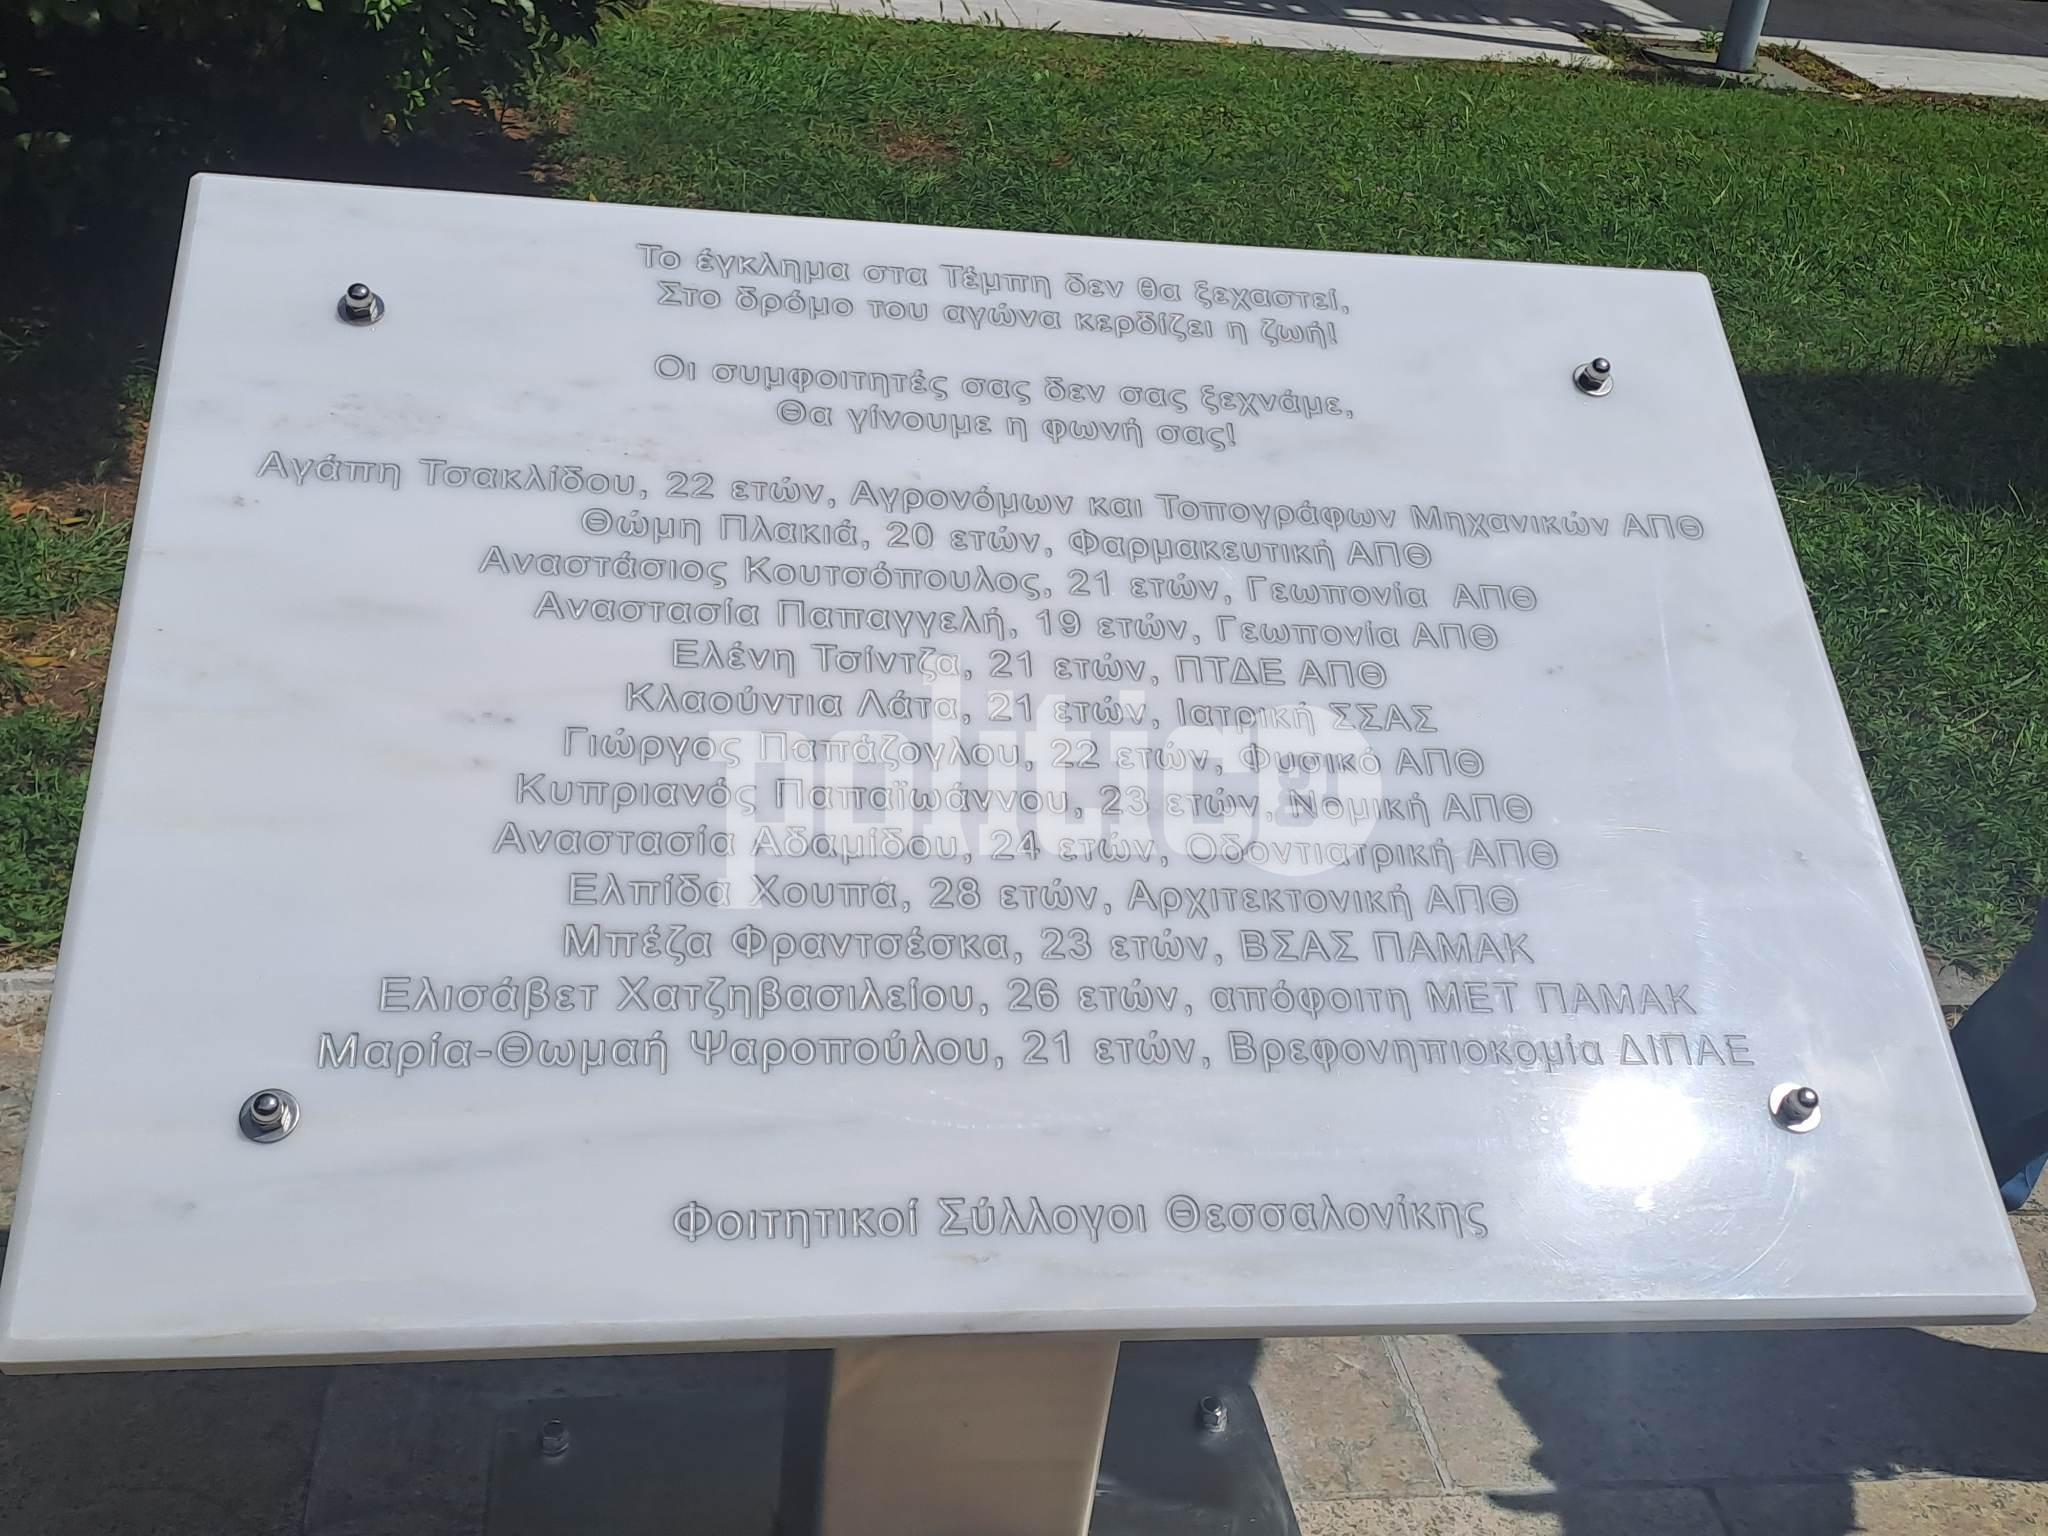 Το έγκλημα στα Τέμπη δεν θα ξεχαστεί,
Στο δρόμο του αγώνα κερδίζει η ζωή!
Οι συμφοιτητές σας δεν σας ξεχνάμε,
Θα γίνουμε η φωνή σας!
Αγάπη Τσακλίδου, 22 ετών, Αγρονόμων και Τοπογράφων Μηχανικών ΑΠΘ
Θώμη Πλακιά, 20 ετών, Φαρμακευτική ΑΠΘ
Αναστάσιος Κουτσόπουλος, 21 ετών, Γεωπονία ΑΠΘ
Αναστασία Παπαγγελή, 19 ετών, Γεωπονία ΑΠΘ
Ελένη Τσίντζα, 21 ετών, ΠΤΔΕ ΑΠΘ
Κλαούντια Λάτα, 21 ετών, Ιατρική ΣΣΑΣ
Γιώργος Παπάζογλου, 22 ετών, Φυσικό ΑΠΘ
Κυπριανός Παπαϊωάννου, 23 ετών, Νομική ΑΠΘ
Αναστασία Αδαμίδου, 24 ετών, Οδοντιατρική ΑΠΘ
Ελπίδα Χουπά, 28 ετών, Αρχιτεκτονική ΑΠΘ
Μπέζα Φραντσέσκα, 23 ετών, ΒΣΑΣ ΠΑΜΑΚ
Ελισάβετ Χατζηβασιλείου, 26 ετών, απόφοιτη ΜΕΤ ΠΑΜΑΚ
Μαρία-Θωμαή Ψαροπούλου, 21 ετών, Βρεφονηπιοκομία ΔΙΠΑΕ
Φοιτητικοί Σύλλογοι Θεσσαλονίκης
politic gr